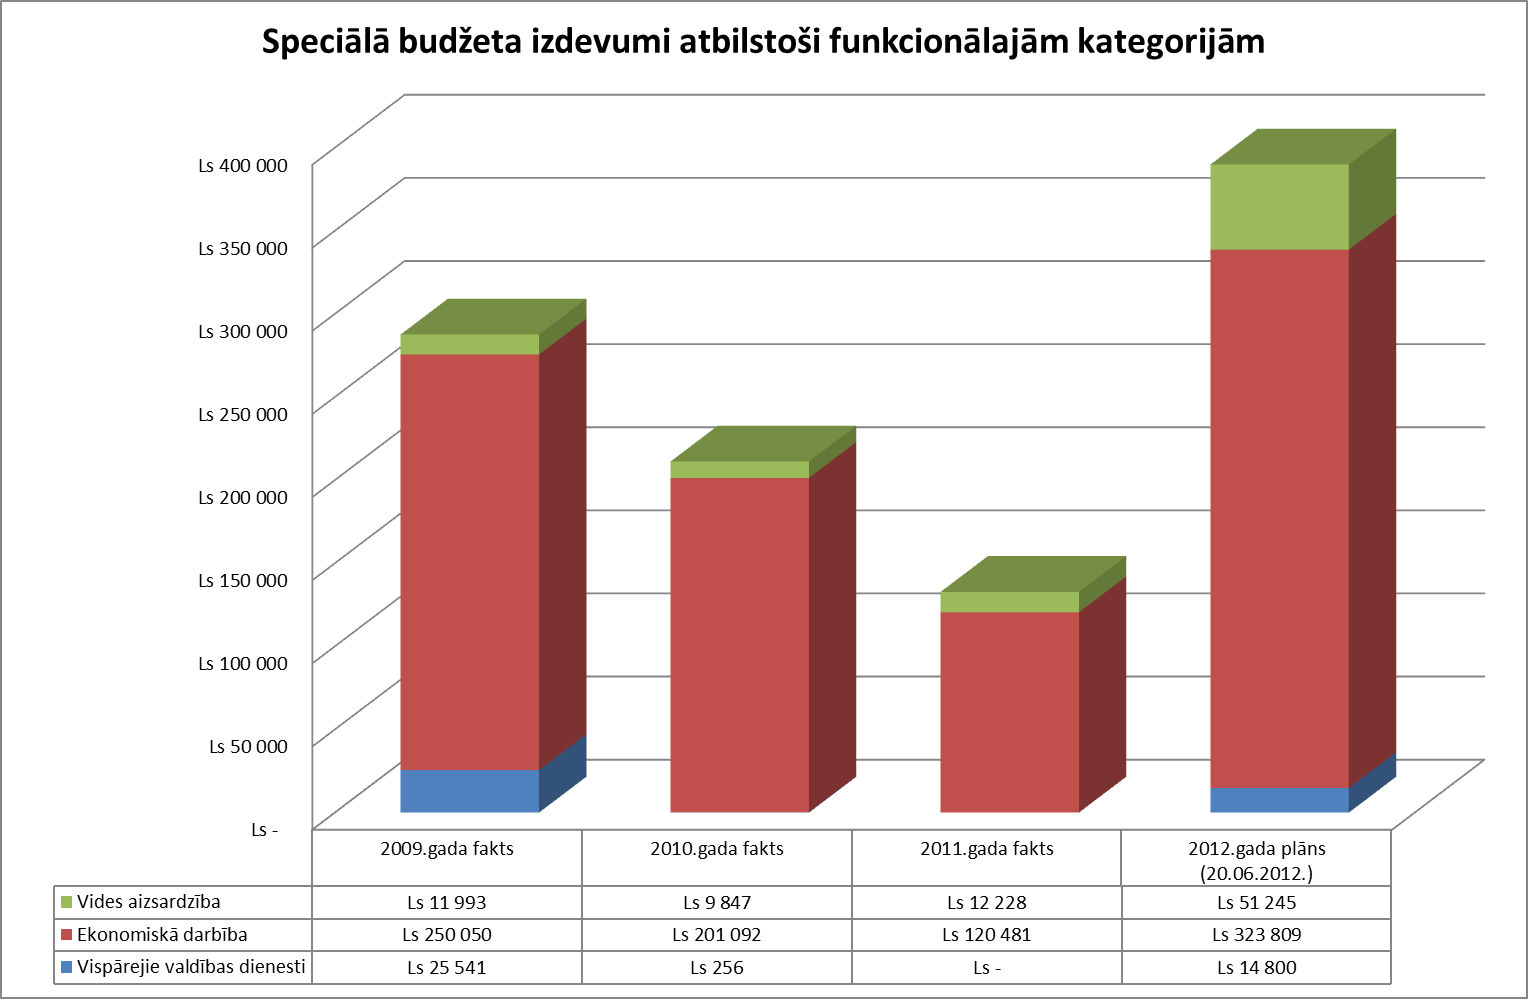 Speciālā budžeta izdevumi atbilstoši funkcionālajām kategorijām
Ls 400 000
Ls 350 000
Ls 300 000
Ls 250 000
Ls 200 000
Ls 150 000
Ls 100 000
Ls 50 000
Ls -
2009.gada fakts 2010.gada fakts 2011.gada fakts 2012.gada plāns
(20.06.2012.)
Vides aizsardzība Ls 11 993 Ls 9 847 Ls 12 228 Ls 51 245
Ekonomiskā darbība Ls 250 050 Ls 201 092 Ls 120 481 Ls 323 809
Vispārejie valdības dienesti Ls 25 541 Ls 256 Ls - Ls 14 800